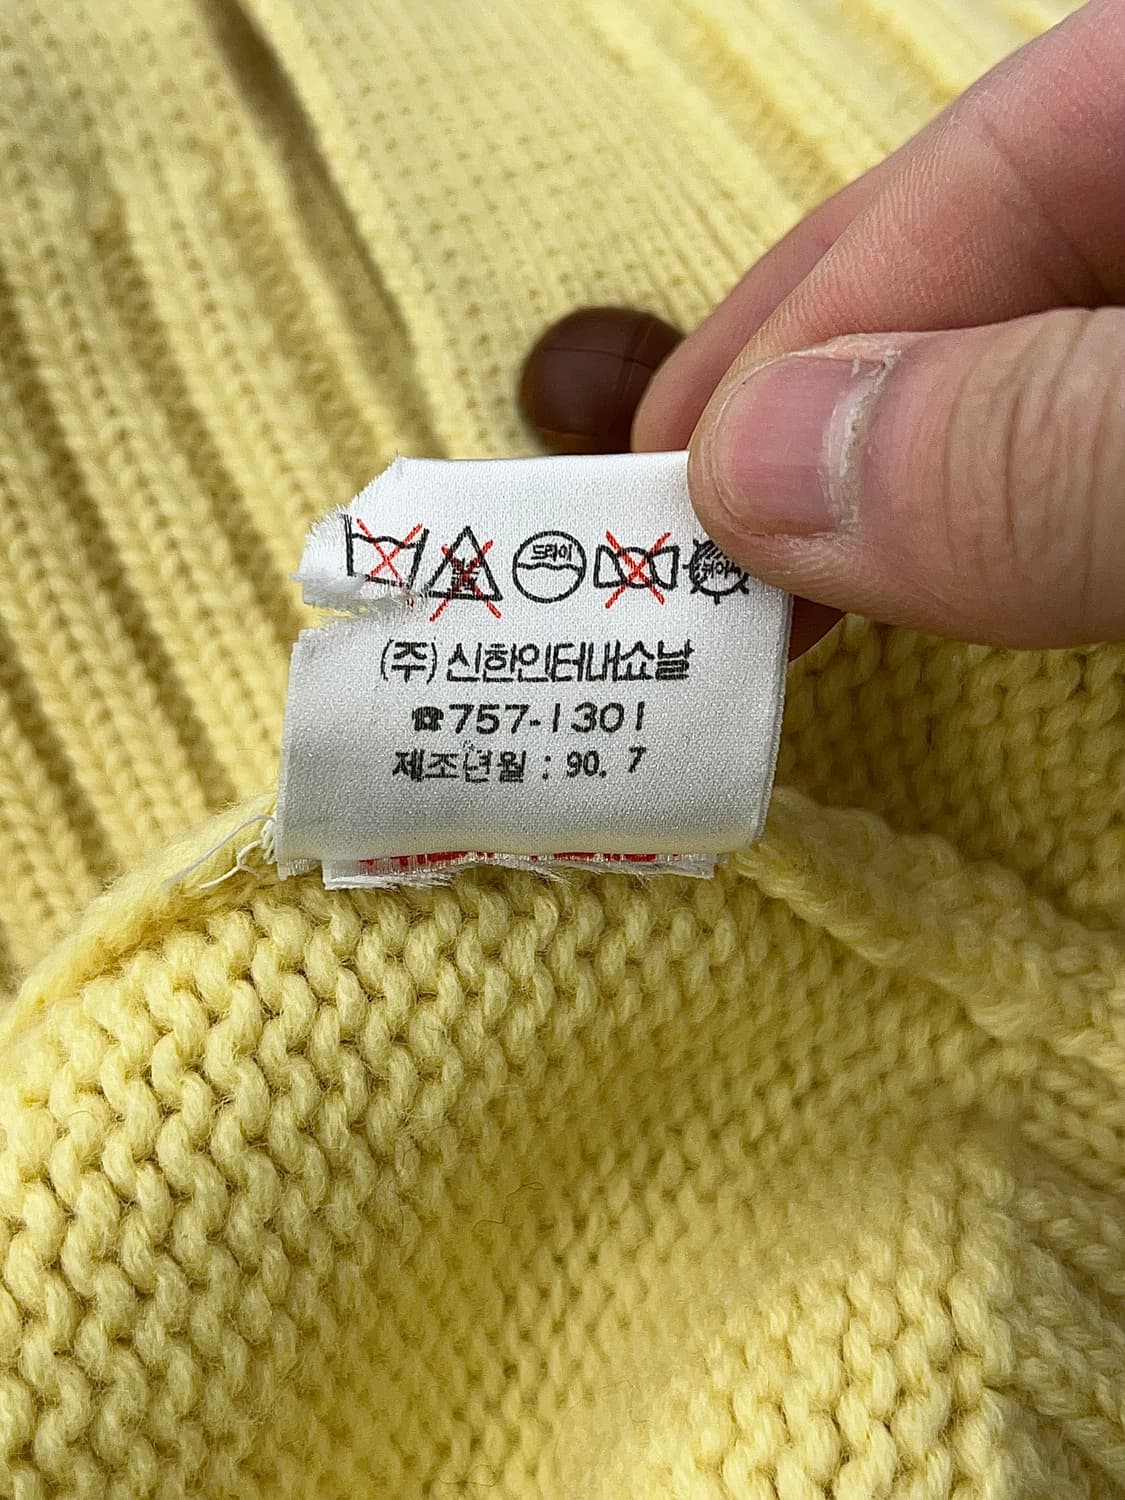 드라이
(주)신한인터내쇼날
☎757-1301
제조년월 : 90. 7